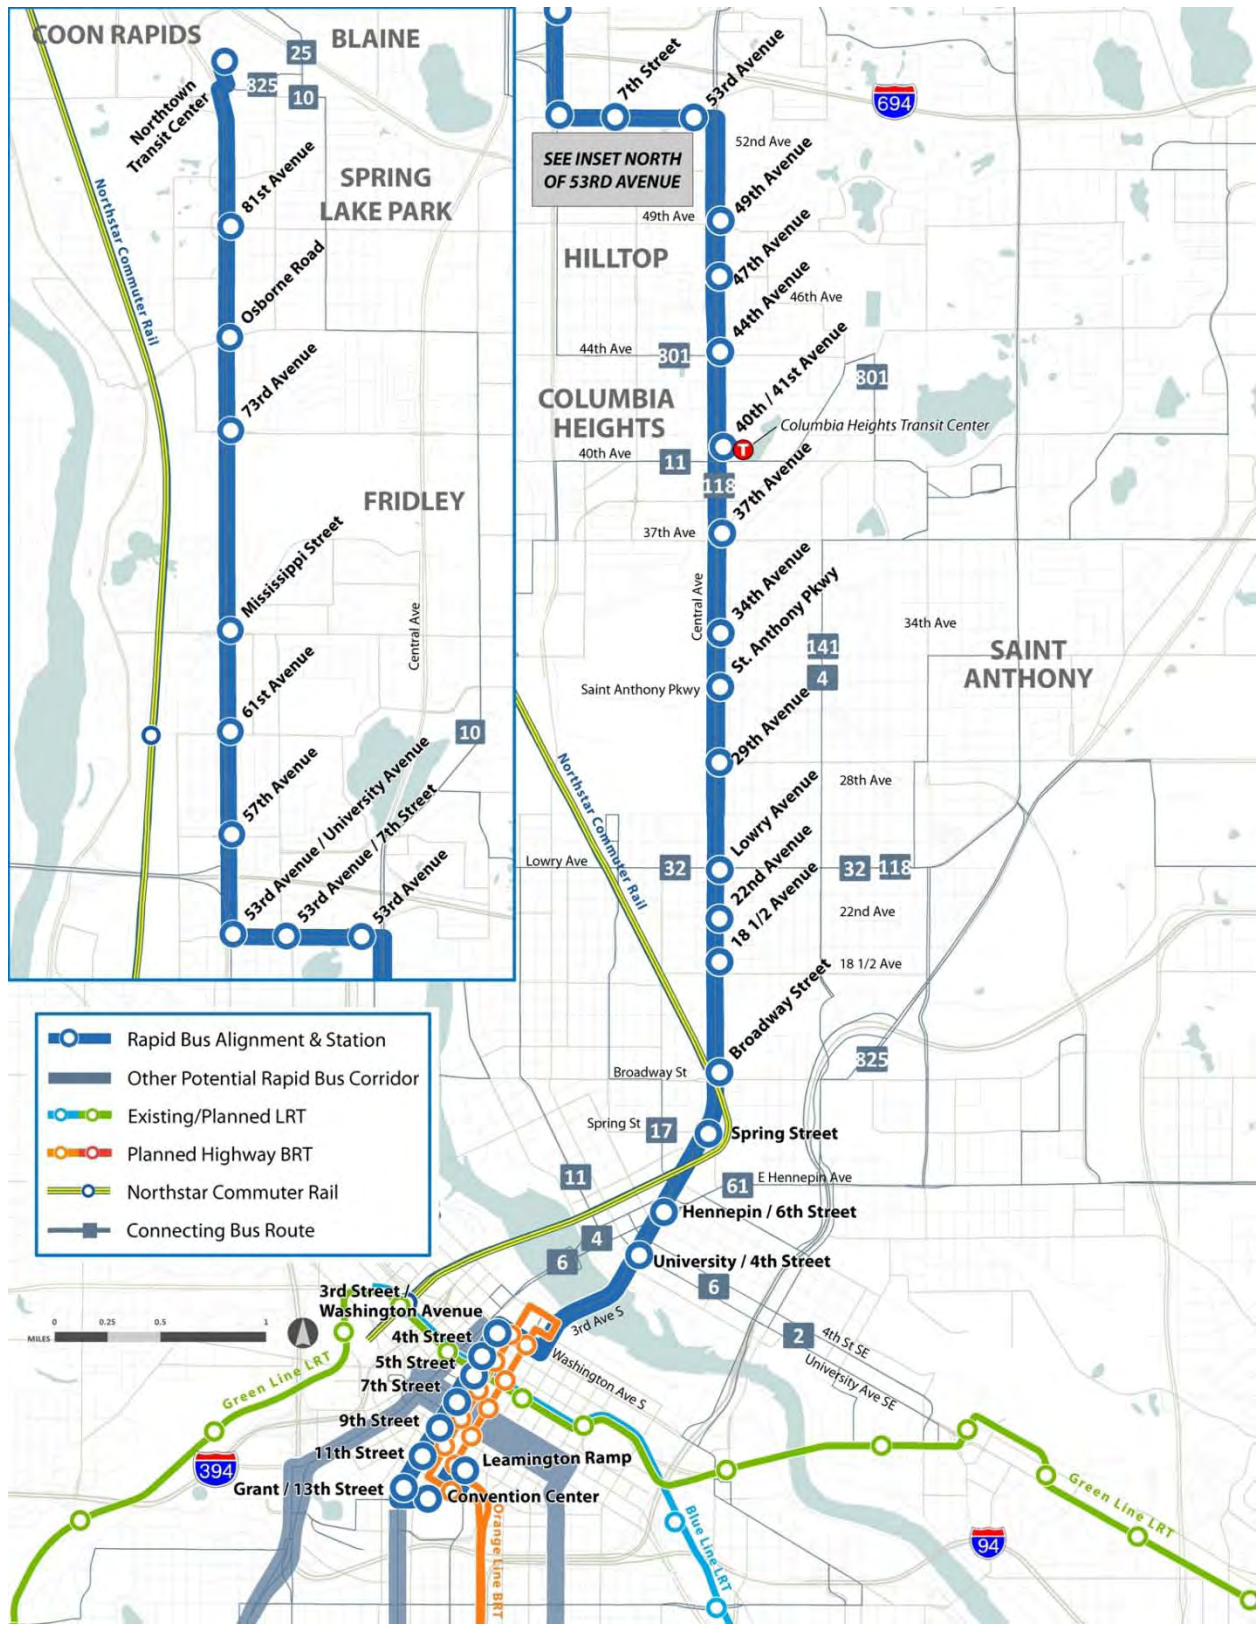 COON RAPIDS
BLAINE
25
825
10
Northtown
Transit Center
81st Avenue
SPRING
LAKE PARK
Northstar Commuter Rail
Osborne Road
73rd Avenue
FRIDLEY
Mississippi Street
Central Ave
61st Avenue
10
57th Avenue
53rd Avenue / University Avenue
53rd Avenue / 7th Street
53rd Avenue
7th Street
53rd Avenue
694
SEE INSET NORTH
OF 53RD AVENUE
52nd Ave
49th Avenue
49th Ave
HILLTOP
47th Avenue
46th Ave
44th Avenue
44th Ave
801
801
COLUMBIA
HEIGHTS
40th / 41st Avenue
T
Columbia Heights Transit Center
40th Ave
11
118
37th Avenue
37th Ave
Central Ave
34th Avenue
34th Ave
141
4
SAINT
ANTHONY
St. Anthony Pkwy
Saint Anthony Pkwy
29th Avenue
28th Ave
Northstar Commuter Rail
Lowry Avenue
Lowry Ave
32
32
118
22nd Avenue
22nd Ave
18 1/2 Avenue
18 1/2 Ave
Broadway Street
Broadway St
825
Spring St
17
Spring Street
11
61
E Hennepin Ave
Hennepin / 6th Street
4
6
University / 4th Street
6
2
4th St SE
University Ave SE
3rd Ave S
Washington Ave S
Rapid Bus Alignment & Station
Other Potential Rapid Bus Corridor
Existing/Planned LRT
Planned Highway BRT
Northstar Commuter Rail
Connecting Bus Route
0 0.25 0.5 1
MILES
3rd Street /
Washington Avenue
4th Street
5th Street
7th Street
9th Street
11th Street
Grant / 13th Street
Leamington Ramp
Convention Center
Green Line LRT
394
Orange Line BRT
Blue Line LRT
94
Green Line LRT